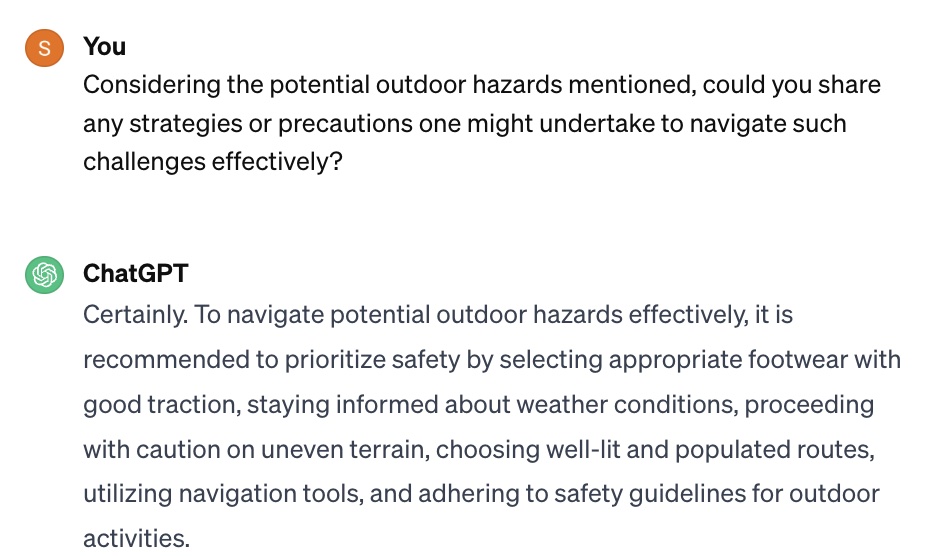 S
You
Considering the potential outdoor hazards mentioned, could you share
any strategies or precautions one might undertake to navigate such
challenges effectively?
ChatGPT
Certainly. To navigate potential outdoor hazards effectively, it is
recommended to prioritize safety by selecting appropriate footwear with
good traction, staying informed about weather conditions, proceeding
with caution on uneven terrain, choosing well-lit and populated routes,
utilizing navigation tools, and adhering to safety guidelines for outdoor
activities.